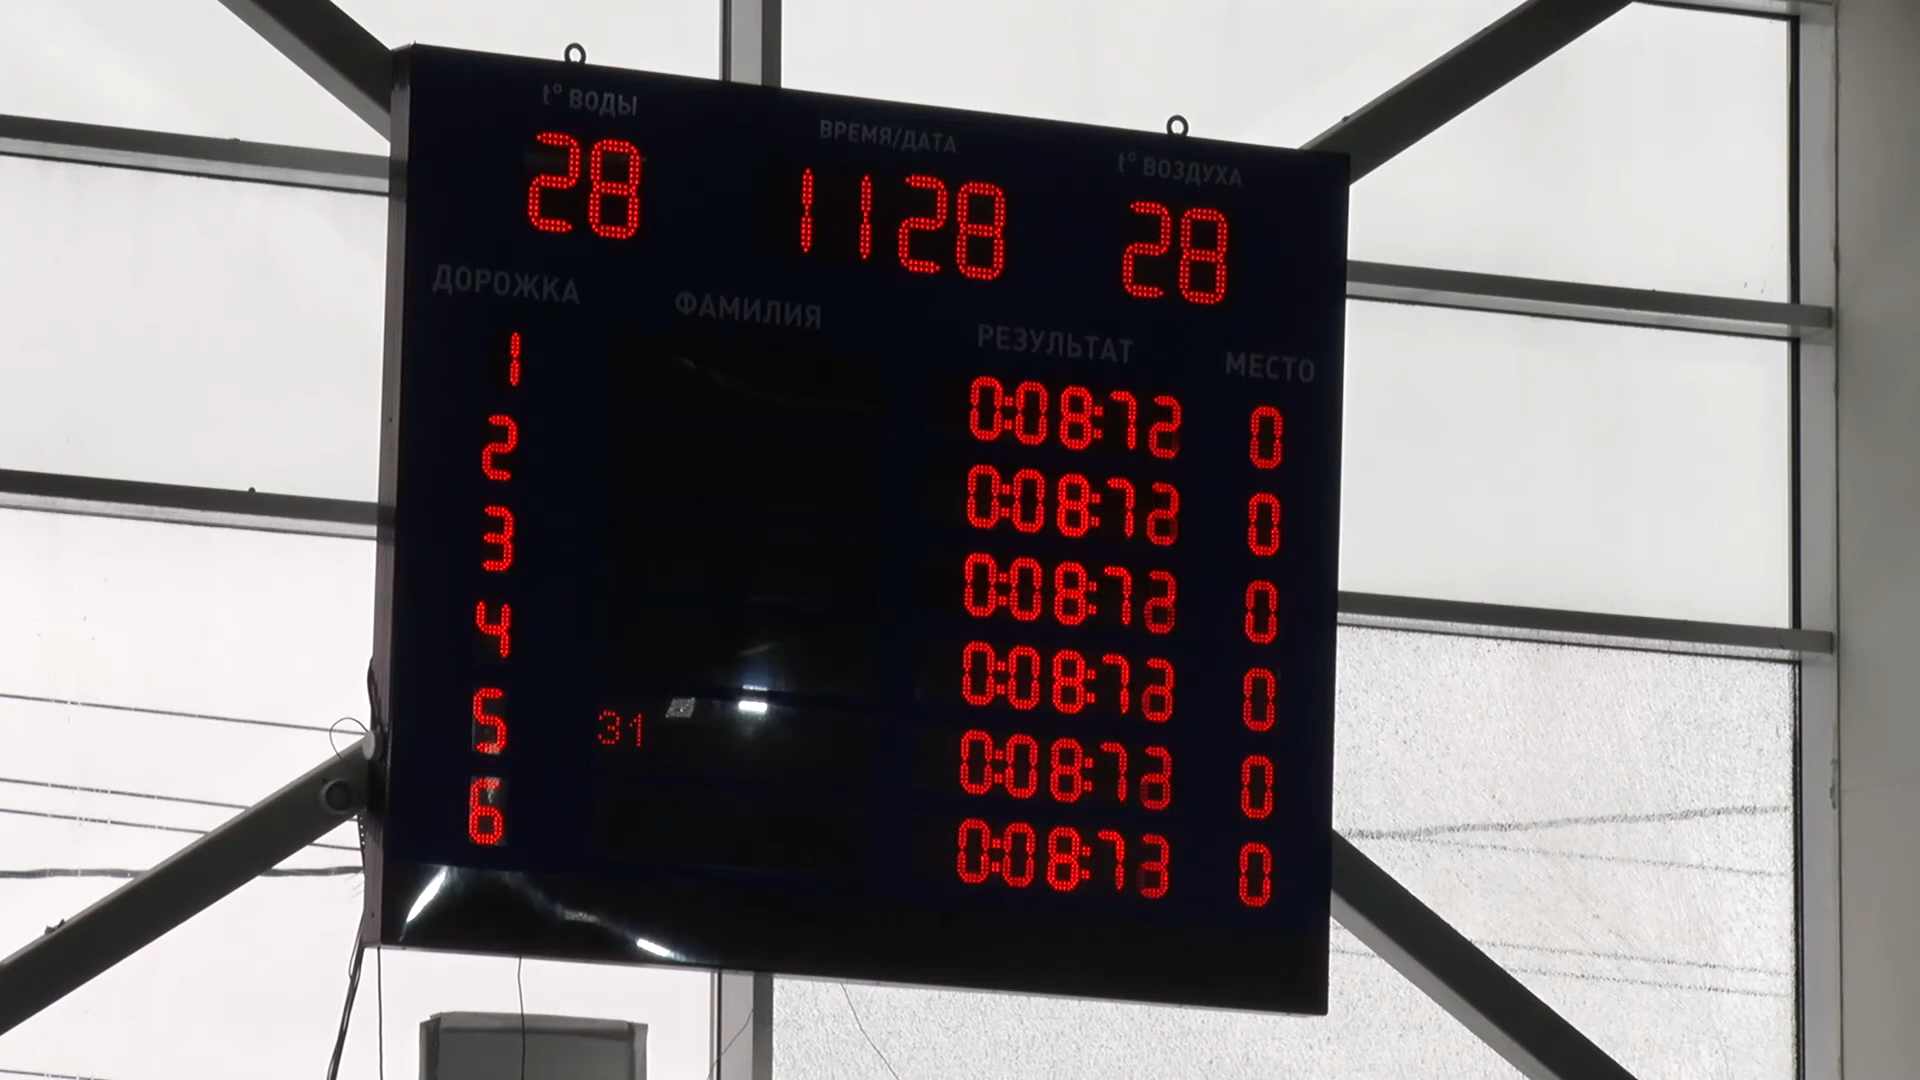 t° ВОДЫ ВРЕМЯ/ДАТА t° ВОЗДУХА
28 1128 28
ДОРОЖКА ФАМИЛИЯ РЕЗУЛЬТАТ МЕСТО
1 0:08:72 0
2 0:08:72 0
3 0:08:72 0
4 0:08:72 0
5 31 0:08:73 0
6 0:08:73 0